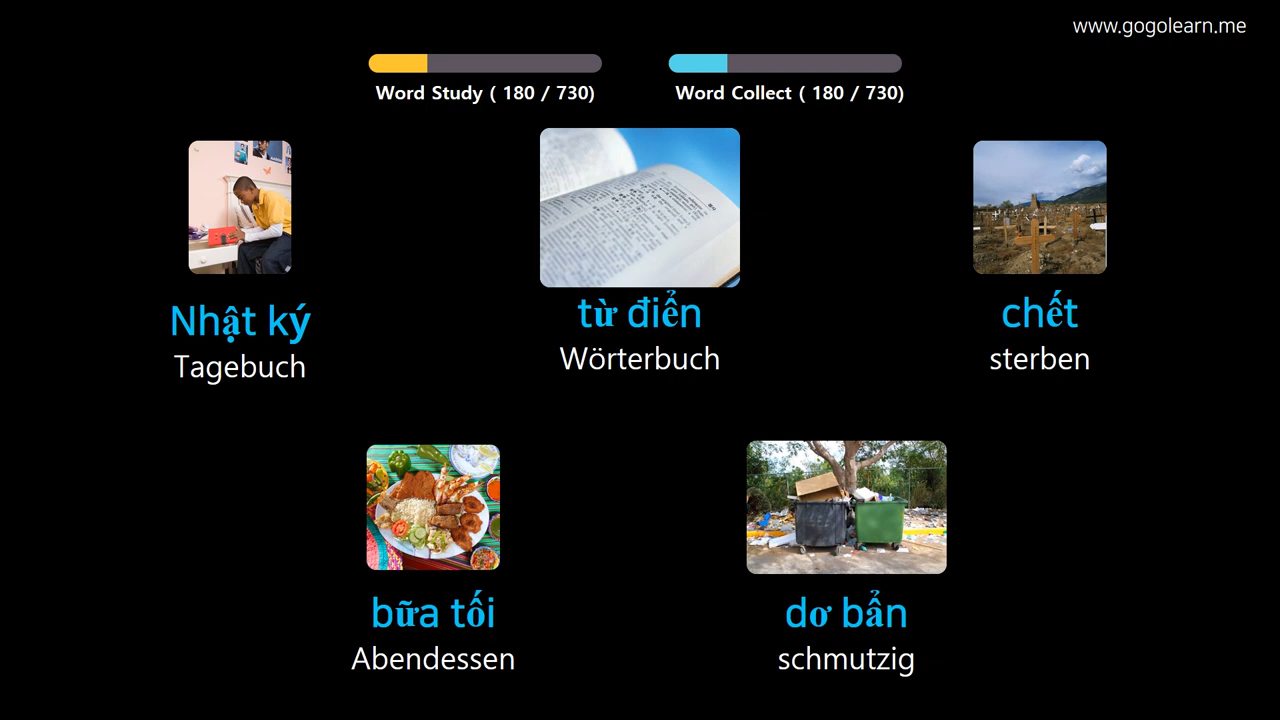 www.gogolearn.me
Word Study ( 180 / 730)
Word Collect ( 180 / 730)
Nhật ký
Tagebuch
từ điển
Wörterbuch
chết
sterben
bữa tối
Abendessen
dơ bẩn
schmutzig